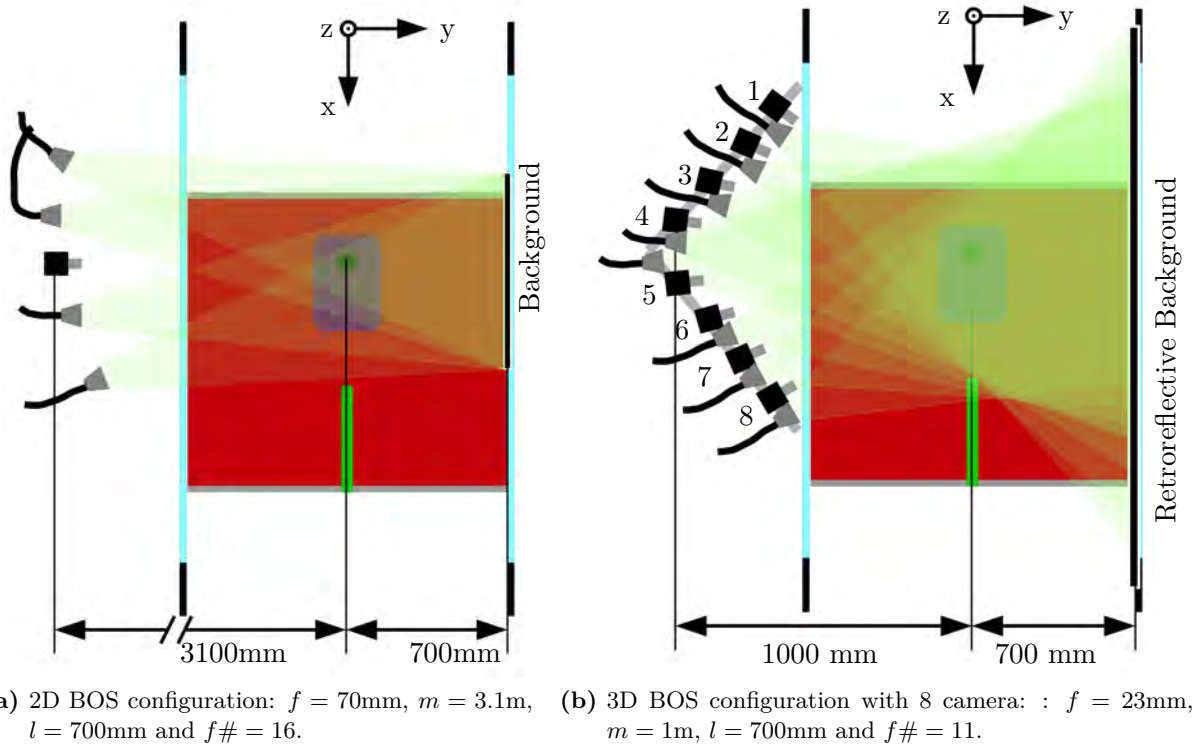 z
y
x
Background
3100mm
700mm
z
y
x
1
2
3
4
5
6
7
8
Retroreflective Background
1000 mm
700 mm
a) 2D BOS configuration: f = 70mm, m = 3.1m,
l = 700mm and f# = 16.
(b) 3D BOS configuration with 8 camera: : f = 23mm,
m = 1m, l = 700mm and f# = 11.